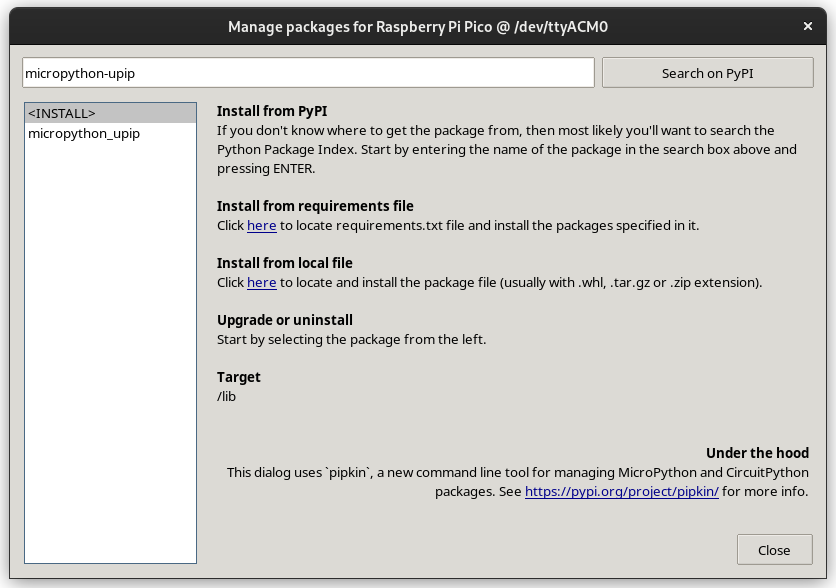 Manage packages for Raspberry Pi Pico @ /dev/ttyACM0
micropython-upip
Search on PyPI
<INSTALL>
micropython_upip
Install from PyPI
If you don't know where to get the package from, then most likely you'll want to search the
Python Package Index. Start by entering the name of the package in the search box above and
pressing ENTER.
Install from requirements file
Click here to locate requirements.txt file and install the packages specified in it.
Install from local file
Click here to locate and install the package file (usually with .whl, .tar.gz or .zip extension).
Upgrade or uninstall
Start by selecting the package from the left.
Target
/lib
Under the hood
This dialog uses `pipkin`, a new command line tool for managing MicroPython and CircuitPython
packages. See https://pypi.org/project/pipkin/ for more info.
Close